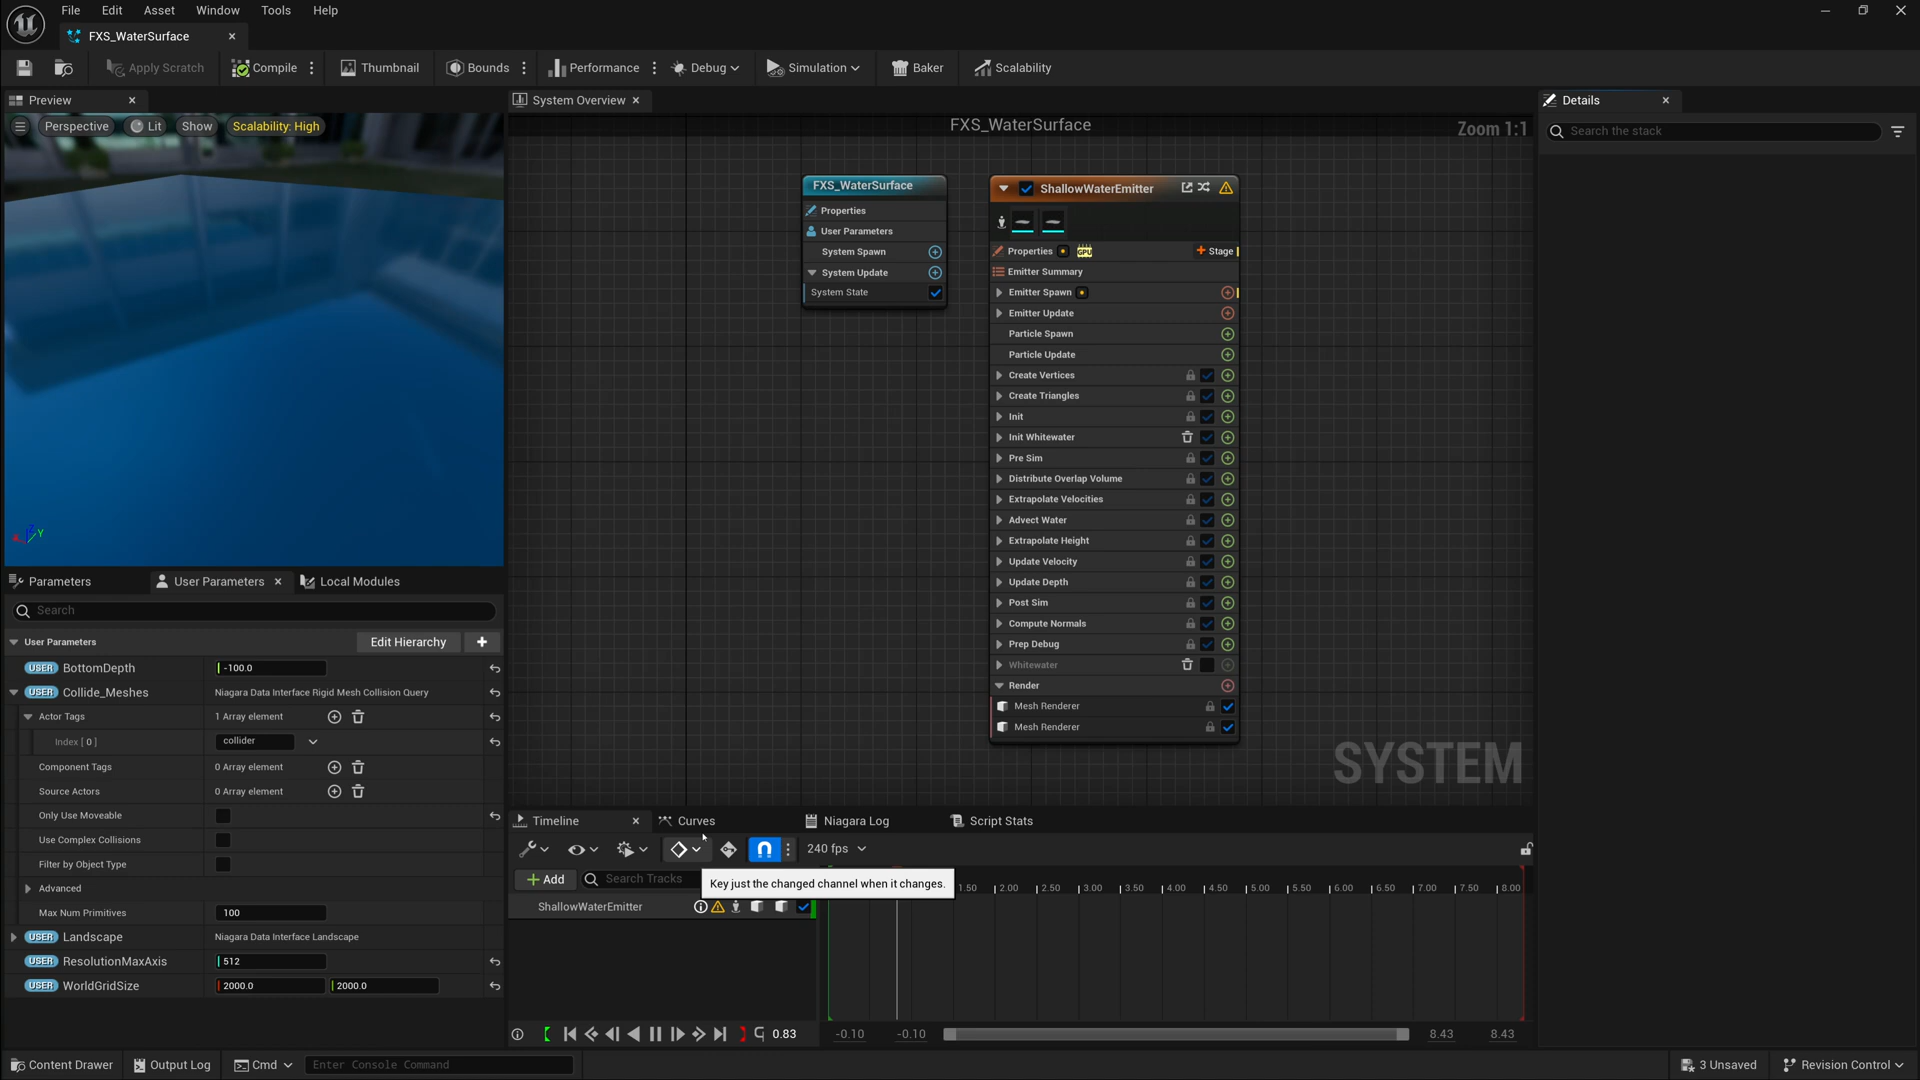 File Edit Asset Window Tools Help
FXS_WaterSurface
Apply Scratch Compile Thumbnail Bounds Performance Debug Simulation Baker Scalability
Preview
Perspective Lit Show Scalability: High
Z
Y
Parameters User Parameters Local Modules
Search
User Parameters Edit Hierarchy
USER BottomDepth -100.0
USER Collide_Meshes Niagara Data Interface Rigid Mesh Collision Query
Actor Tags 1 Array element
Index [ 0 ] collider
Component Tags 0 Array element
Source Actors 0 Array element
Only Use Moveable
Use Complex Collisions
Filter by Object Type
Advanced
Max Num Primitives 100
USER Landscape Niagara Data Interface Landscape
USER ResolutionMaxAxis 512
USER WorldGridSize 2000.0 2000.0
System Overview
FXS_WaterSurface
Zoom 1:1
FXS_WaterSurface
Properties
User Parameters
System Spawn
System Update
System State
ShallowWaterEmitter
Properties GPU Stage
Emitter Summary
Emitter Spawn
Emitter Update
Particle Spawn
Particle Update
Create Vertices
Create Triangles
Init
Init Whitewater
Pre Sim
Distribute Overlap Volume
Extrapolate Velocities
Advect Water
Extrapolate Height
Update Velocity
Update Depth
Post Sim
Compute Normals
Prep Debug
Whitewater
Render
Mesh Renderer
Mesh Renderer
SYSTEM
Timeline Curves Niagara Log Script Stats
240 fps
Add Search Tracks
Key just the changed channel when it changes.
1.50 2.00 2.50 3.00 3.50 4.00 4.50 5.00 5.50 6.00 6.50 7.00 7.50 8.00
ShallowWaterEmitter
0.83 -0.10 -0.10 8.43 8.43
Details
Search the stack
Content Drawer Output Log Cmd Enter Console Command 3 Unsaved Revision Control